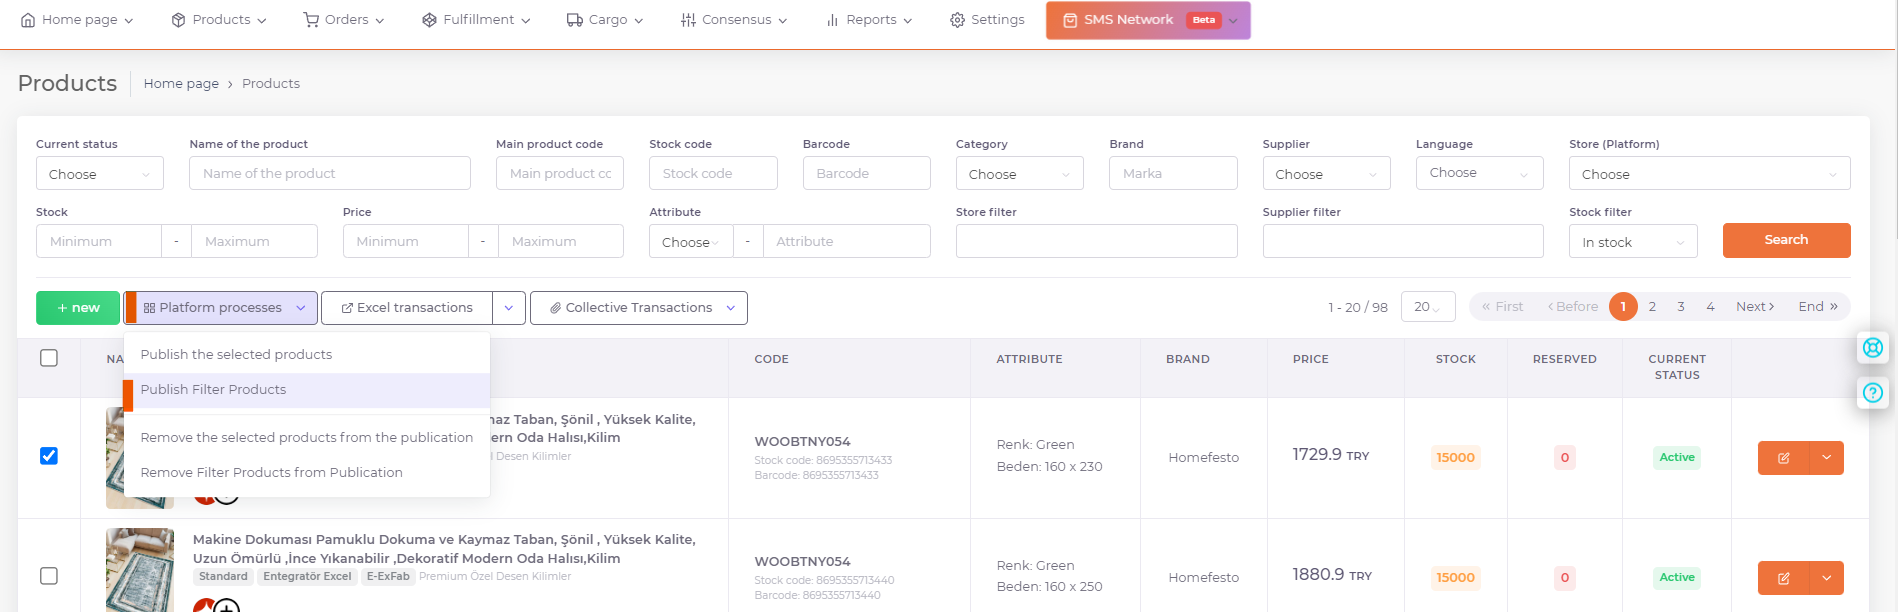 Home page Products Orders Fulfillment Cargo Consensus Reports Settings SMS Network Beta
Products Home page › Products
Current status Name of the product Main product code Stock code Barcode Category Brand Supplier Language Store (Platform)
Choose Name of the product Main product cc Stock code Barcode Choose Marka Choose Choose Choose
Stock Price Attribute Store filter Supplier filter Stock filter
Minimum - Maximum Minimum - Maximum Choose - Attribute In stock Search
+ new Platform processes Excel transactions Collective Transactions 1 - 20 / 98 20 « First ‹ Before 1 2 3 4 Next › End »
Publish the selected products
Publish Filter Products
Remove the selected products from the publication
Remove Filter Products from Publication
NA CODE ATTRIBUTE BRAND PRICE STOCK RESERVED CURRENT STATUS
naz Taban, Şönil , Yüksek Kalite,
ern Oda Halısı,Kilim
l Desen Kilimler
WOOBTNY054
Stock code: 8695355713433
Barcode: 8695355713433
Renk: Green
Beden: 160 x 230
Homefesto
1729.9 TRY
15000
0
Active
Makine Dokuması Pamuklu Dokuma ve Kaymaz Taban, Şönil , Yüksek Kalite,
Uzun Ömürlü ,İnce Yıkanabilir ,Dekoratif Modern Oda Halısı,Kilim
Standard Entegratör Excel E-ExFab Premium Özel Desen Kilimler
WOOBTNY054
Stock code: 8695355713440
Barcode: 8695355713440
Renk: Green
Beden: 160 x 250
Homefesto
1880.9 TRY
15000
0
Active